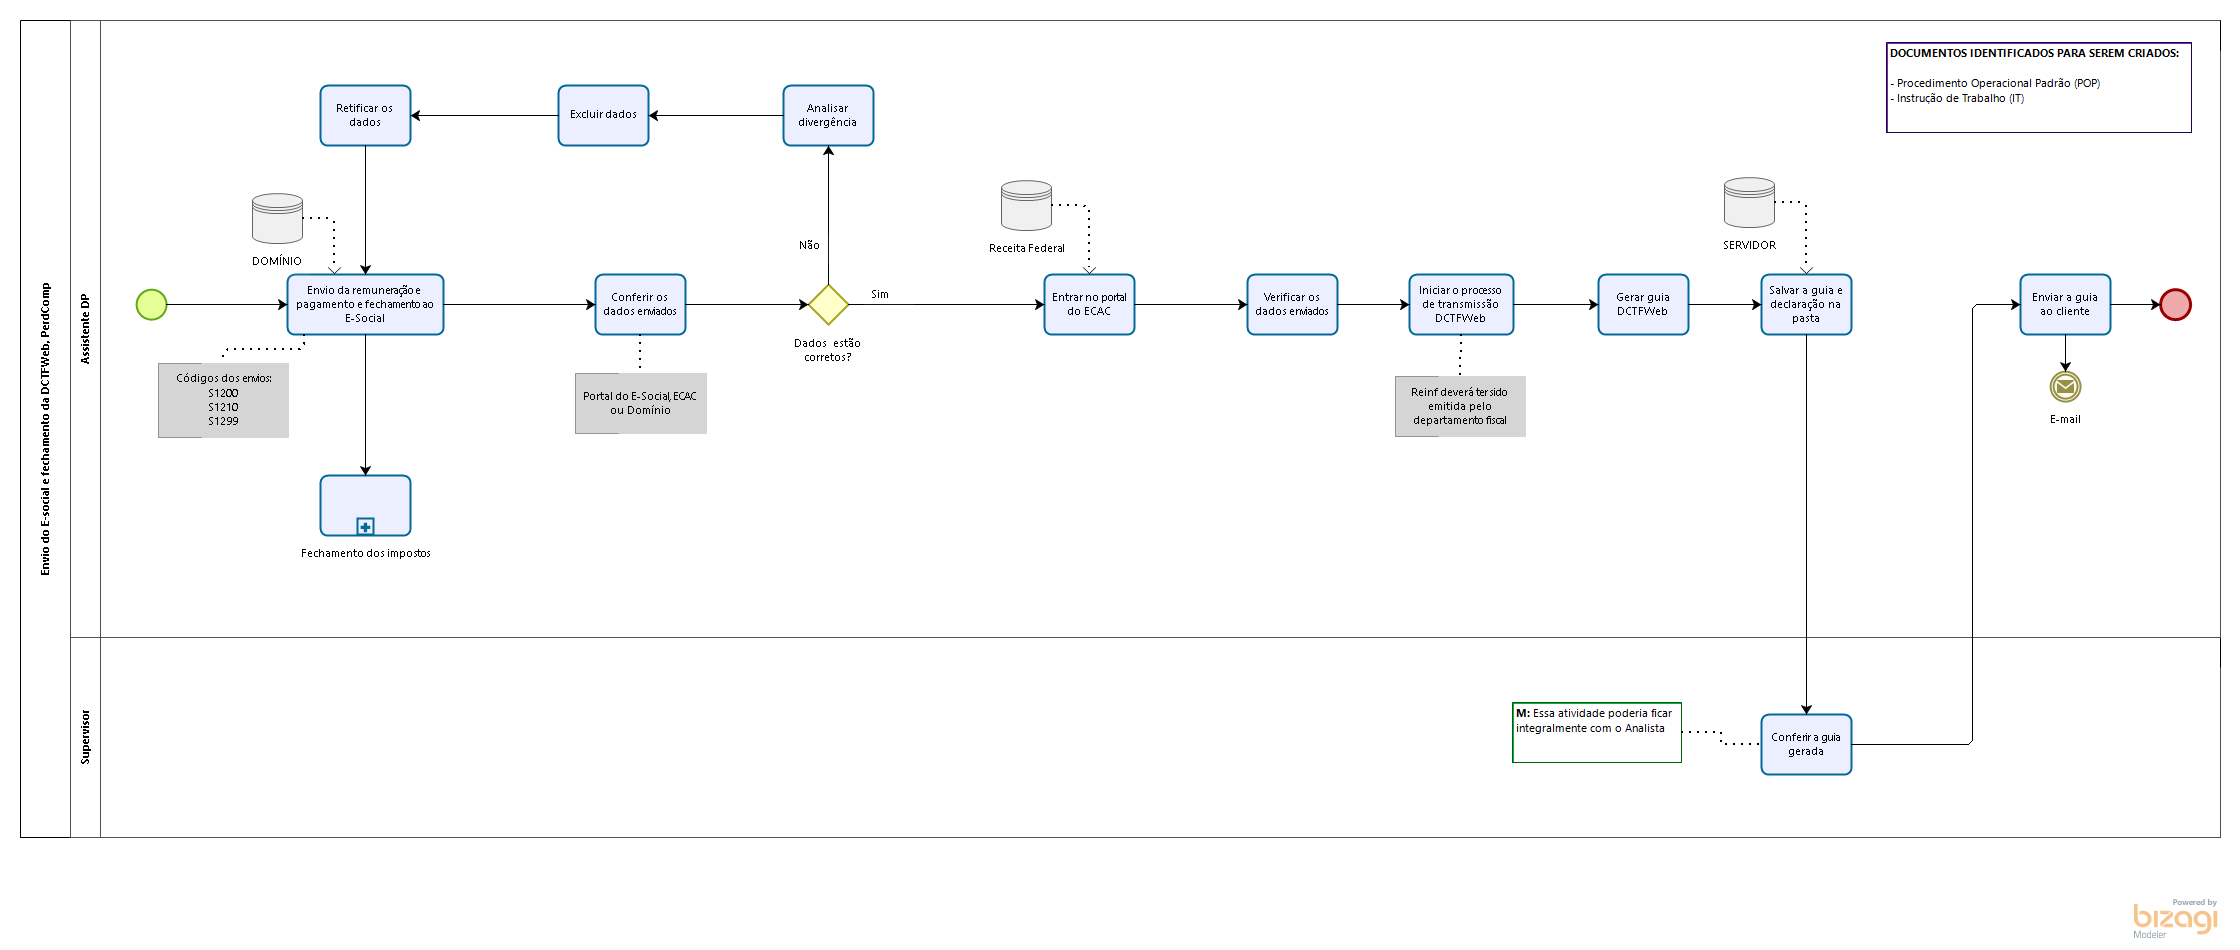 Envio do E-social e fechamento da DCTFWeb, PerdComp
Assistente DP
DOCUMENTOS IDENTIFICADOS PARA SEREM CRIADOS:
- Procedimento Operacional Padrão (POP)
- Instrução de Trabalho (IT)
Retificar os
dados
Excluir dados
Analisar
divergência
DOMÍNIO
Não
Receita Federal
SERVIDOR
Envio da remuneração e
pagamento e fechamento ao
E-Social
Conferir os
dados enviados
Sim
Dados estão
corretos?
Entrar no portal
do ECAC
Verificar os
dados enviados
Iniciar o processo
de transmissão
DCTFWeb
Gerar guia
DCTFWeb
Salvar a guia e
declaração na
pasta
Enviar a guia
ao cliente
Códigos dos envios:
S1200
S1210
S1299
Portal do E-Social, ECAC
ou Domínio
Reinf deverá ter sido
emitida pelo
departamento fiscal
E-mail
Fechamento dos impostos
Supervisor
M: Essa atividade poderia ficar
integralmente com o Analista
Conferir a guia
gerada
Powered by
bizagi
Modeler